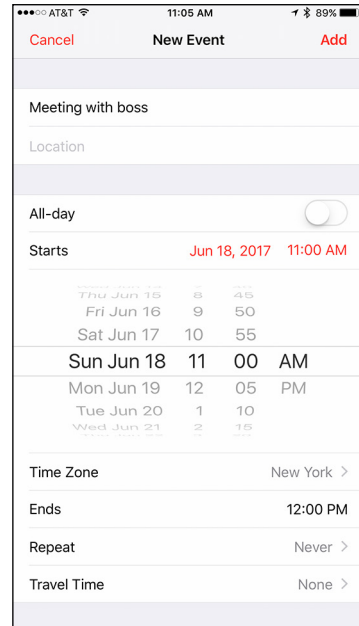 AT&T 11:05 AM 89%
Cancel New Event Add
Meeting with boss
Location
All-day
Starts Jun 18, 2017 11:00 AM
Thu Jun 15 8 45
Fri Jun 16 9 50
Sat Jun 17 10 55
Sun Jun 18 11 00 AM
Mon Jun 19 12 05 PM
Tue Jun 20 1 10
Wed Jun 21 2 15
Time Zone New York >
Ends 12:00 PM
Repeat Never >
Travel Time None >